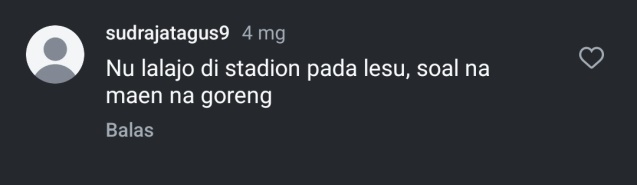 sudrajatagus9 4 mg
Nu lalajo di stadion pada lesu, soal na
maen na goreng
Balas